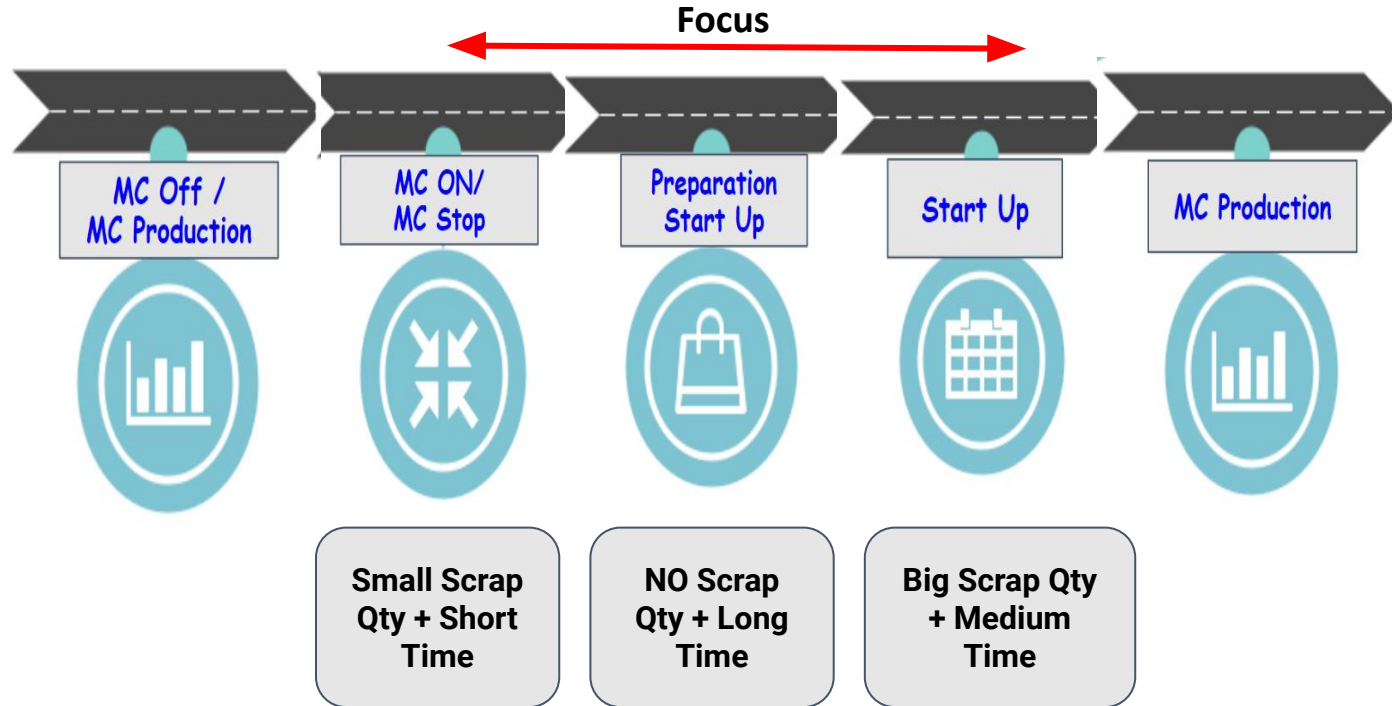 Focus
MC Off /
MC Production
MC ON/
MC Stop
Preparation
Start Up
Start Up
MC Production
Small Scrap
Qty + Short
Time
NO Scrap
Qty + Long
Time
Big Scrap Qty
+ Medium
Time